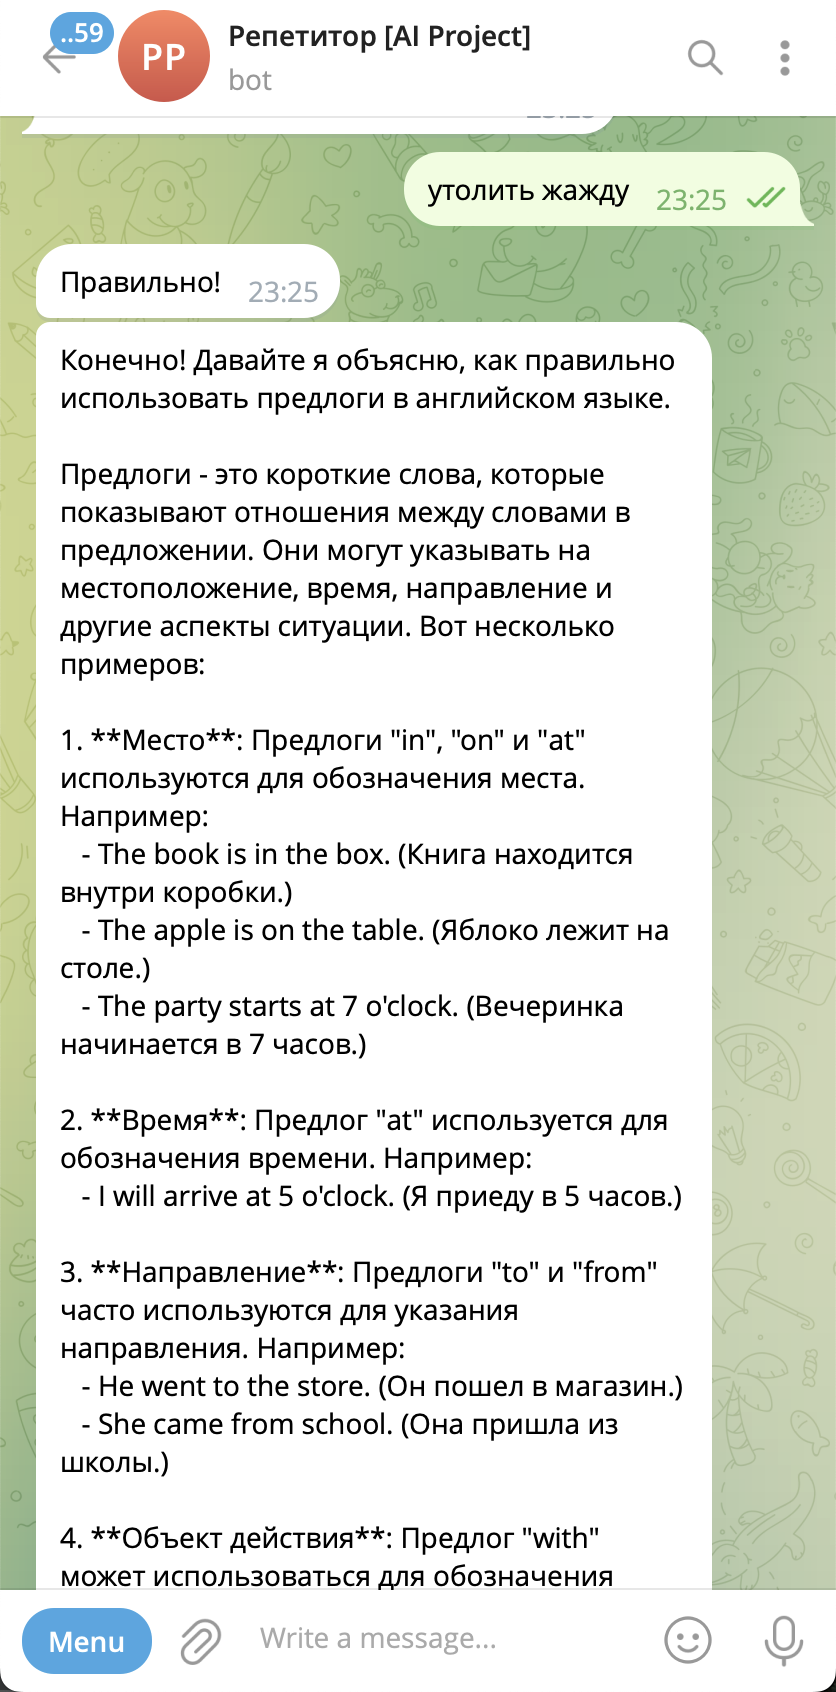 ..59
PP
Репетитор [AI Project]
bot
утолить жажду 23:25
Правильно! 23:25
Конечно! Давайте я объясню, как правильно
использовать предлоги в английском языке.
Предлоги - это короткие слова, которые
показывают отношения между словами в
предложении. Они могут указывать на
местоположение, время, направление и
другие аспекты ситуации. Вот несколько
примеров:
1. **Место**: Предлоги "in", "on" и "at"
используются для обозначения места.
Например:
- The book is in the box. (Книга находится
внутри коробки.)
- The apple is on the table. (Яблоко лежит на
столе.)
- The party starts at 7 o'clock. (Вечеринка
начинается в 7 часов.)
2. **Время**: Предлог "at" используется для
обозначения времени. Например:
- I will arrive at 5 o'clock. (Я приеду в 5 часов.)
3. **Направление**: Предлоги "to" и "from"
часто используются для указания
направления. Например:
- He went to the store. (Он пошел в магазин.)
- She came from school. (Она пришла из
школы.)
4. **Объект действия**: Предлог "with"
может использоваться для обозначения
Menu
Write a message...